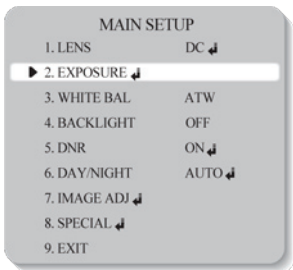 MAIN SETUP
1. LENS DC ↲
▶ 2. EXPOSURE ↲
3. WHITE BAL ATW
4. BACKLIGHT OFF
5. DNR ON ↲
6. DAY/NIGHT AUTO ↲
7. IMAGE ADJ ↲
8. SPECIAL ↲
9. EXIT